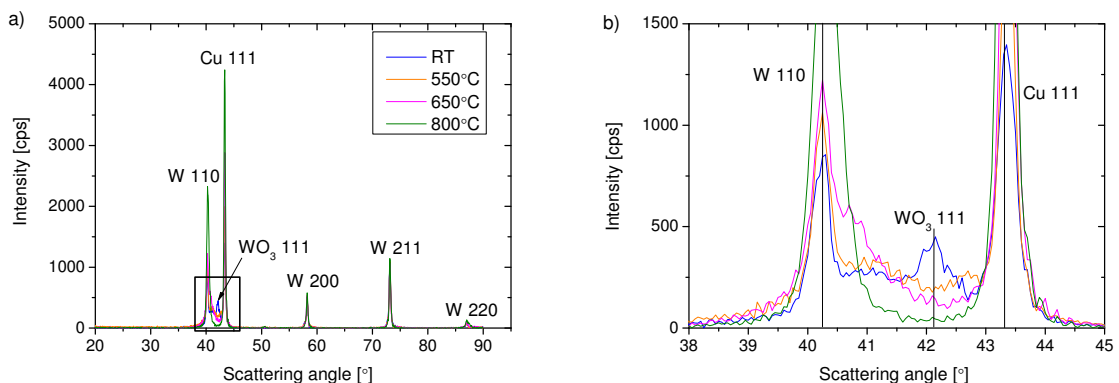 a)
5000
4000
3000
2000
1000
0
Intensity [cps]
20 30 40 50 60 70 80 90
Scattering angle [°]
Cu 111
W 110
WO₃ 111
W 200
W 211
W 220
RT
550°C
650°C
800°C
b)
1500
1000
500
0
Intensity [cps]
38 39 40 41 42 43 44 45
Scattering angle [°]
W 110
Cu 111
WO₃ 111